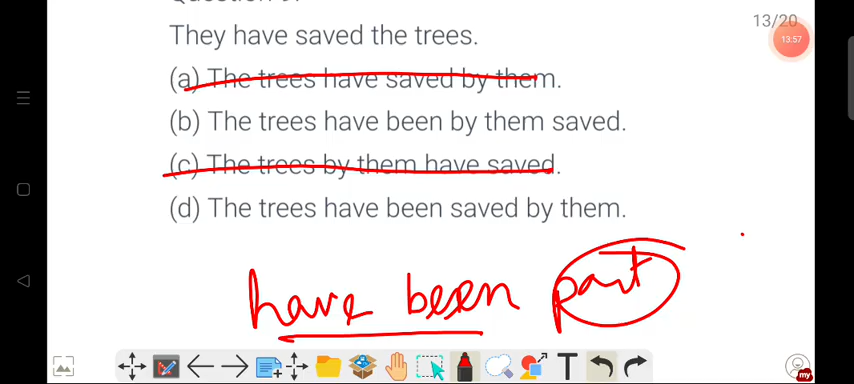 13/20
13:57
They have saved the trees.
(a) The trees have saved by them.
(b) The trees have been by them saved.
(c) The trees by them have saved.
(d) The trees have been saved by them.
have been part
T
my